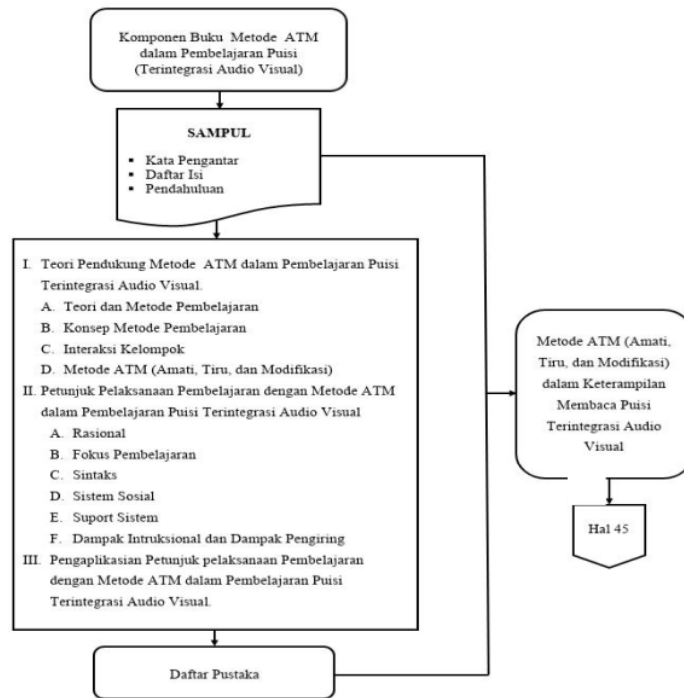 Komponen Buku Metode ATM
dalam Pembelajaran Puisi
(Terintegrasi Audio Visual)
SAMPUL
▪ Kata Pengantar
▪ Daftar Isi
▪ Pendahuluan
I. Teori Pendukung Metode ATM dalam Pembelajaran Puisi
Terintegrasi Audio Visual.
A. Teori dan Metode Pembelajaran
B. Konsep Metode Pembelajaran
C. Interaksi Kelompok
D. Metode ATM (Amati, Tiru, dan Modifikasi)
II. Petunjuk Pelaksanaan Pembelajaran dengan Metode ATM
dalam Pembelajaran Puisi Terintegrasi Audio Visual
A. Rasional
B. Fokus Pembelajaran
C. Sintaks
D. Sistem Sosial
E. Suport Sistem
F. Dampak Intruksional dan Dampak Pengiring
III. Pengaplikasian Petunjuk pelaksanaan Pembelajaran
dengan Metode ATM dalam Pembelajaran Puisi
Terintegrasi Audio Visual.
Daftar Pustaka
Metode ATM (Amati,
Tiru, dan Modifikasi)
dalam Keterampilan
Membaca Puisi
Terintegrasi Audio
Visual
Hal 45